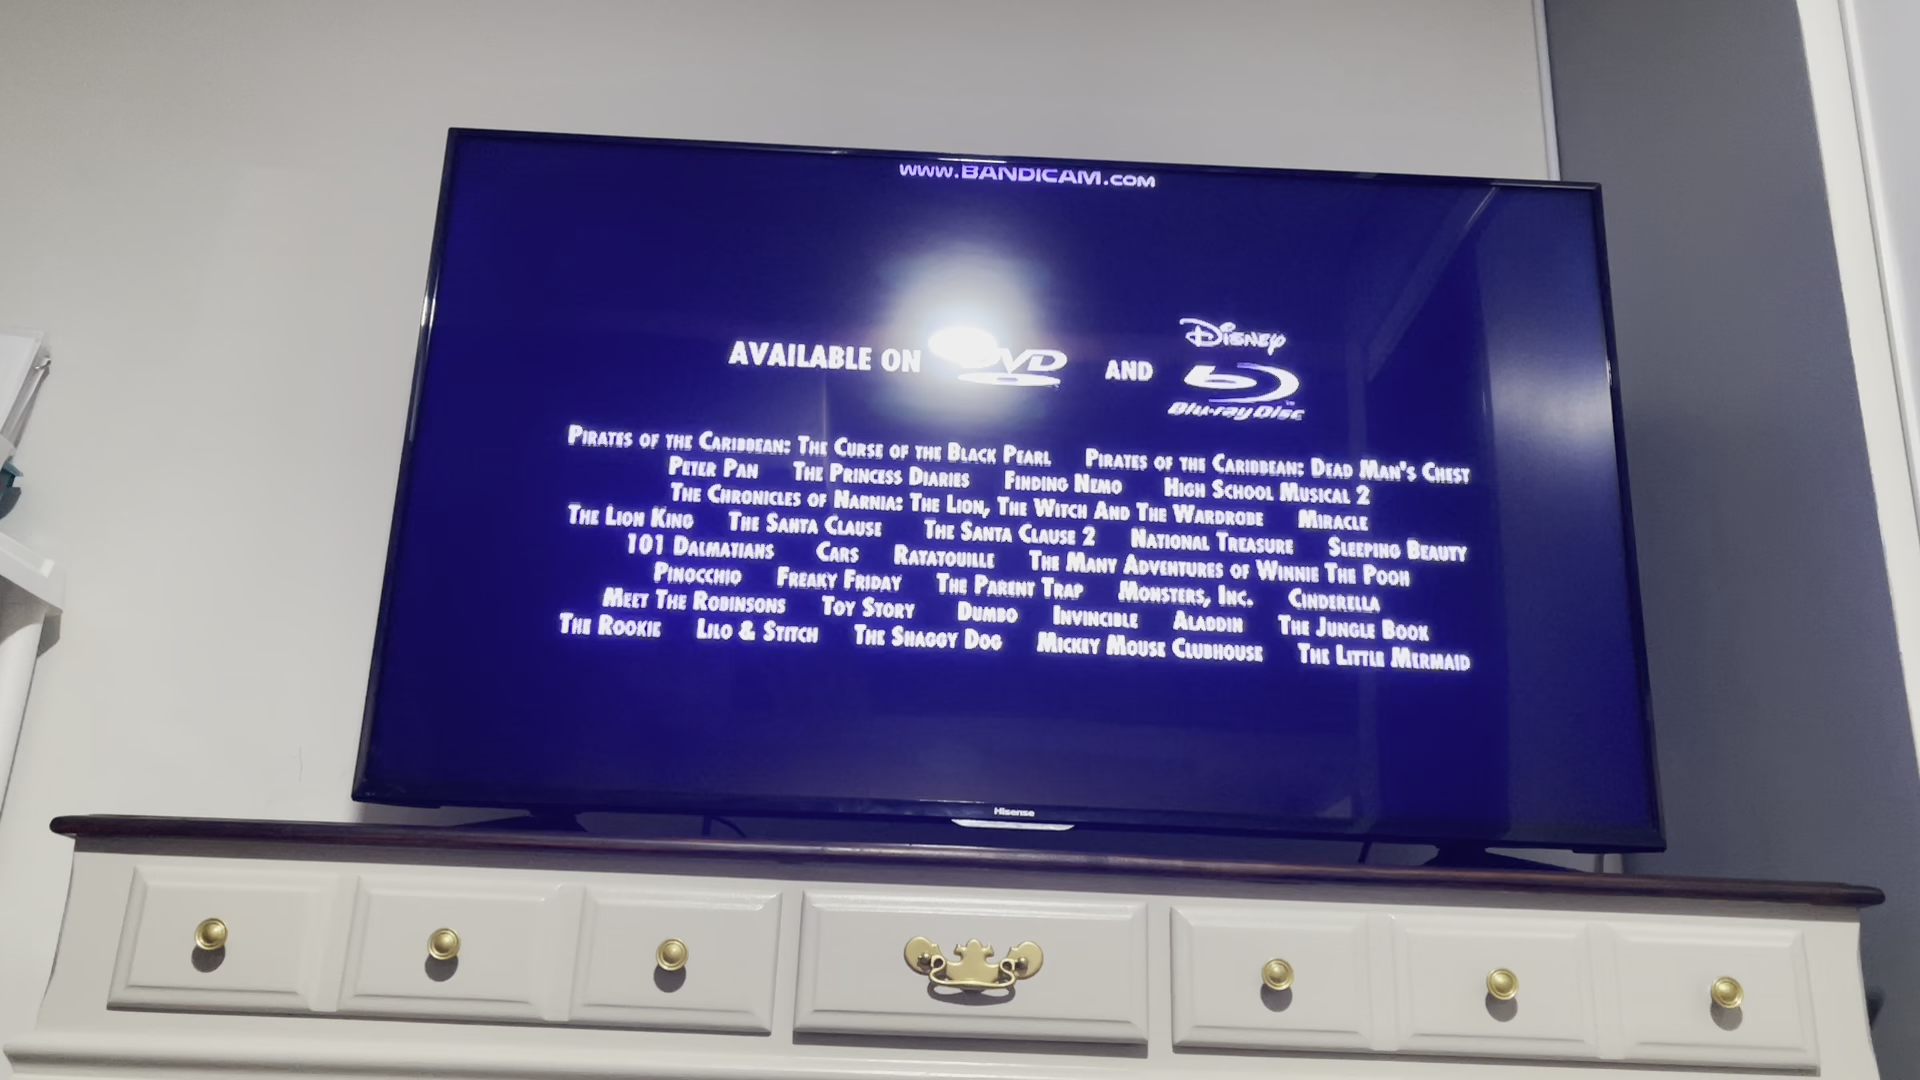 www.BANDICAM.com
DISNEY
AVAILABLE ON DVD AND Blu-ray Disc
PIRATES OF THE CARIBBEAN: THE CURSE OF THE BLACK PEARL PIRATES OF THE CARIBBEAN: DEAD MAN'S CHEST
PETER PAN THE PRINCESS DIARIES FINDING NEMO HIGH SCHOOL MUSICAL 2
THE CHRONICLES OF NARNIA: THE LION, THE WITCH AND THE WARDROBE MIRACLE
THE LION KING THE SANTA CLAUSE THE SANTA CLAUSE 2 NATIONAL TREASURE SLEEPING BEAUTY
101 DALMATIANS CARS RATATOUILLE THE MANY ADVENTURES OF WINNIE THE POOH
PINOCCHIO FREAKY FRIDAY THE PARENT TRAP MONSTERS, INC. CINDERELLA
MEET THE ROBINSONS TOY STORY DUMBO INVINCIBLE ALADDIN THE JUNGLE BOOK
THE ROOKIE LILO & STITCH THE SHAGGY DOG MICKEY MOUSE CLUBHOUSE THE LITTLE MERMAID
Hisense